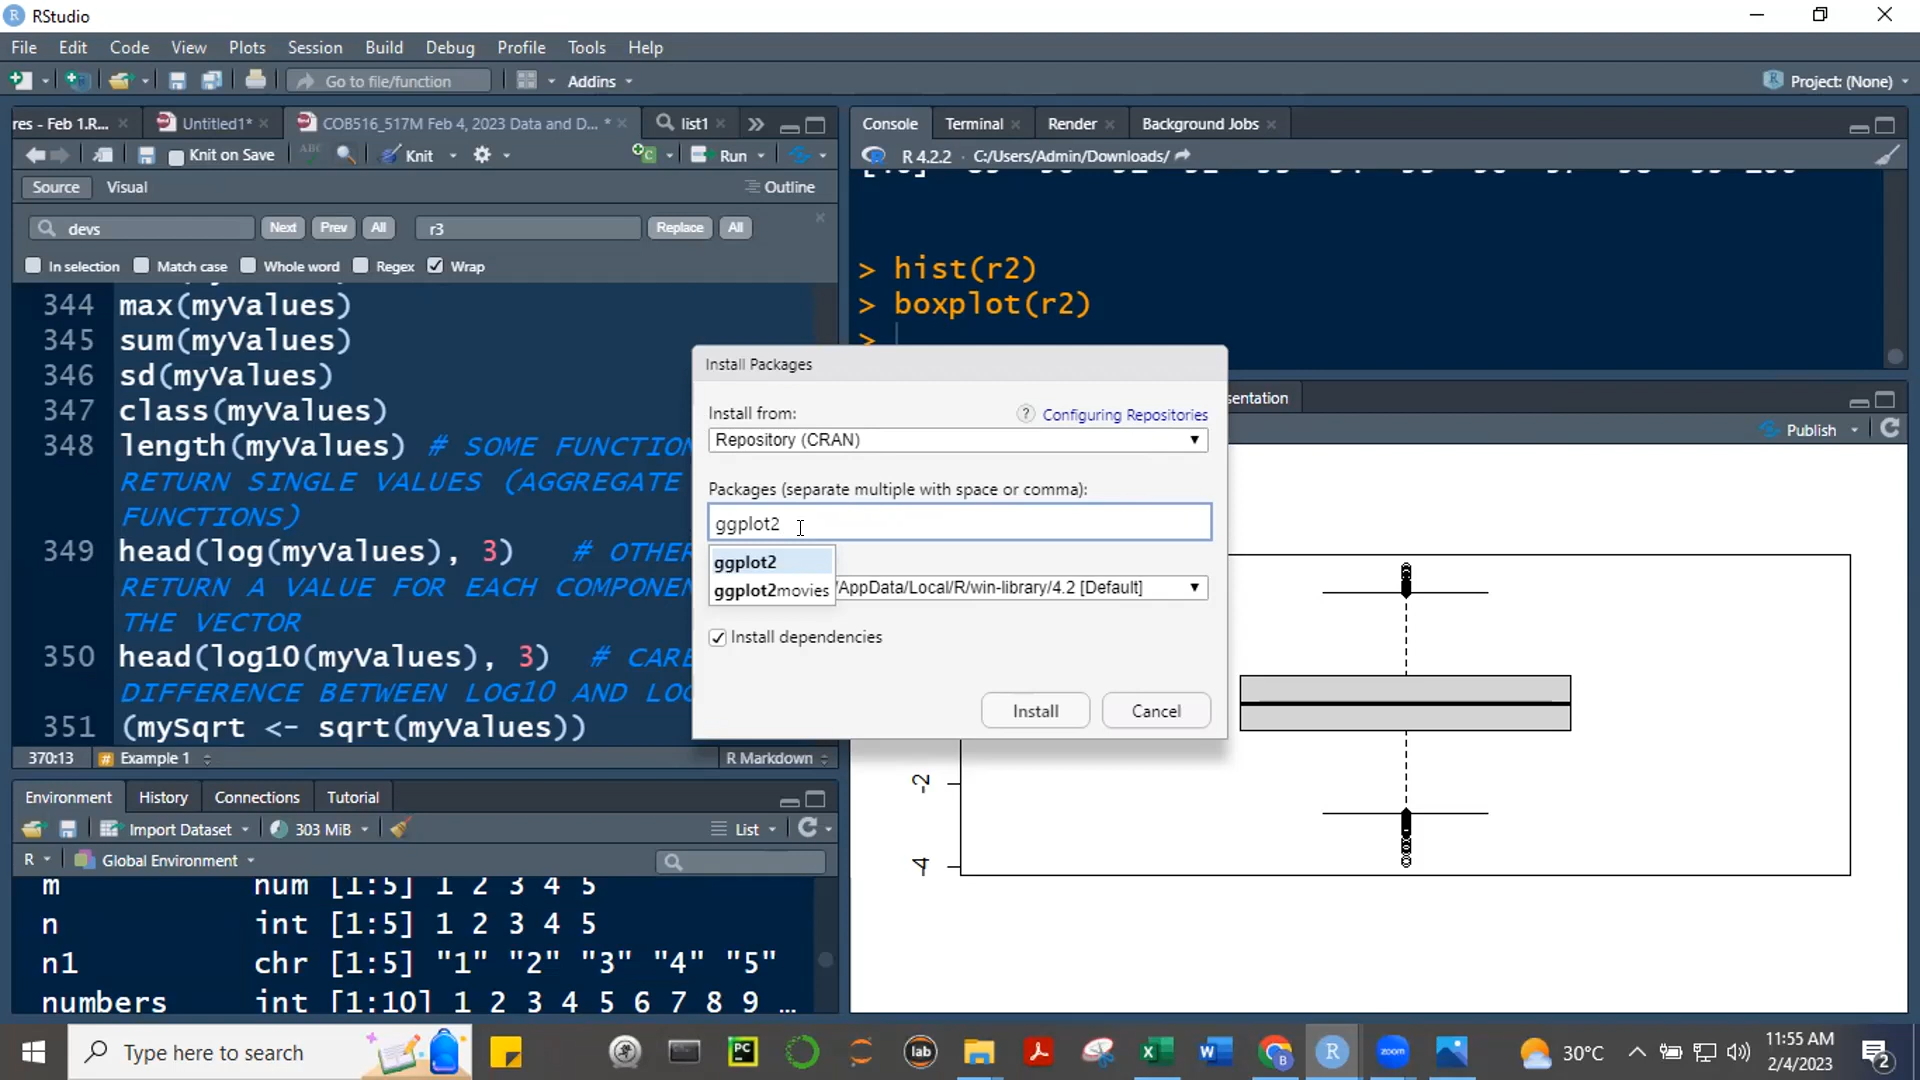 RStudio
File Edit Code View Plots Session Build Debug Profile Tools Help
Go to file/function Addins Project: (None)
res - Feb 1.R... Untitled1* COB516_517M Feb 4, 2023 Data and D... * list1
Knit on Save ABC Knit Run
Source Visual Outline
devs Next Prev All r3 Replace All
In selection Match case Whole word Regex Wrap
344 max(myValues)
345 sum(myValues)
346 sd(myValues)
347 class(myValues)
348 length(myValues) # SOME FUNCTION
RETURN SINGLE VALUES (AGGREGATE
FUNCTIONS)
349 head(log(myValues), 3) # OTHER
RETURN A VALUE FOR EACH COMPONEN
THE VECTOR
350 head(log10(myValues), 3) # CARE
DIFFERENCE BETWEEN LOG10 AND LOG
351 (mySqrt <- sqrt(myValues))
370:13 Example 1 R Markdown
Environment History Connections Tutorial
Import Dataset 303 MiB List
R Global Environment
m num [1:5] 1 2 3 4 5
n int [1:5] 1 2 3 4 5
n1 chr [1:5] "1" "2" "3" "4" "5"
numbers int [1:10] 1 2 3 4 5 6 7 8 9 ...
Console Terminal Render Background Jobs
R 4.2.2 · C:/Users/Admin/Downloads/
> hist(r2)
> boxplot(r2)
>
sentation
Publish
-2
-4
Install Packages
Install from: ? Configuring Repositories
Repository (CRAN)
Packages (separate multiple with space or comma):
ggplot2
ggplot2
ggplot2movies
/AppData/Local/R/win-library/4.2 [Default]
Install dependencies
Install Cancel
Type here to search PC lab R zoom 30°C 11:55 AM
2/4/2023 2